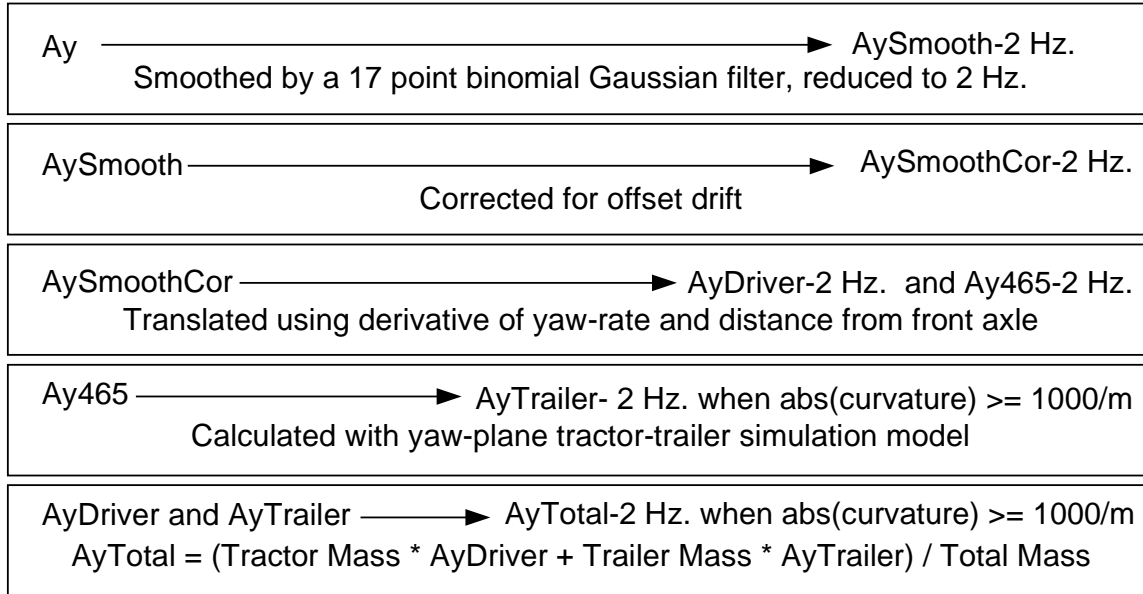 Ay AySmooth-2 Hz.
Smoothed by a 17 point binomial Gaussian filter, reduced to 2 Hz.
AySmooth AySmoothCor-2 Hz.
Corrected for offset drift
AySmoothCor AyDriver-2 Hz. and Ay465-2 Hz.
Translated using derivative of yaw-rate and distance from front axle
Ay465 AyTrailer- 2 Hz. when abs(curvature) >= 1000/m
Calculated with yaw-plane tractor-trailer simulation model
AyDriver and AyTrailer AyTotal-2 Hz. when abs(curvature) >= 1000/m
AyTotal = (Tractor Mass * AyDriver + Trailer Mass * AyTrailer) / Total Mass